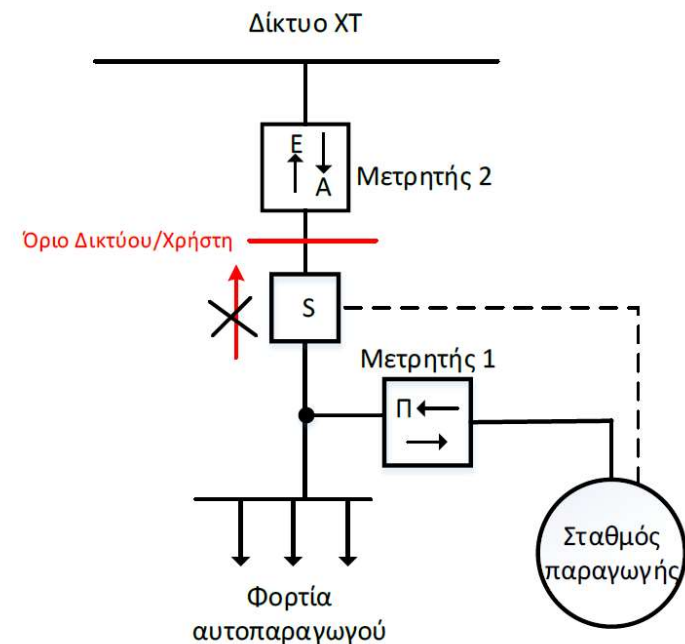 Δίκτυο ΧΤ
Ε
Α
Μετρητής 2
Όριο Δικτύου/Χρήστη
S
Μετρητής 1
Π
Σταθμός
παραγωγής
Φορτία
αυτοπαραγωγού